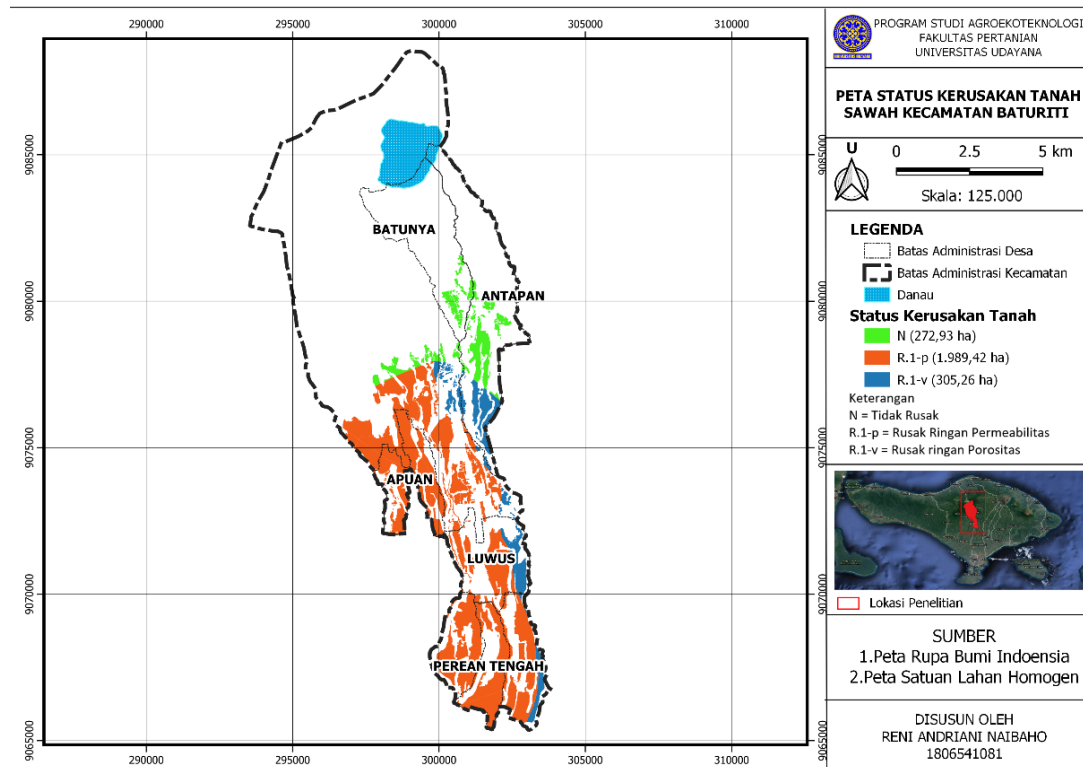 290000
295000
300000
305000
310000
9085000
9080000
9075000
9070000
9065000
BATUNYA
ANTAPAN
APUAN
LUWUS
PEREAN TENGAH
9085000
9080000
9075000
9070000
9065000
290000
295000
300000
305000
310000
PROGRAM STUDI AGROEKOTEKNOLOGI
FAKULTAS PERTANIAN
UNIVERSITAS UDAYANA
PETA STATUS KERUSAKAN TANAH
SAWAH KECAMATAN BATURITI
U
0 2.5 5 km
Skala: 125.000
LEGENDA
Batas Administrasi Desa
Batas Administrasi Kecamatan
Danau
Status Kerusakan Tanah
N (272,93 ha)
R.1-p (1.989,42 ha)
R.1-v (305,26 ha)
Keterangan
N = Tidak Rusak
R.1-p = Rusak Ringan Permeabilitas
R.1-v = Rusak ringan Porositas
Lokasi Penelitian
SUMBER
1.Peta Rupa Bumi Indoensia
2.Peta Satuan Lahan Homogen
DISUSUN OLEH
RENI ANDRIANI NAIBAHO
1806541081